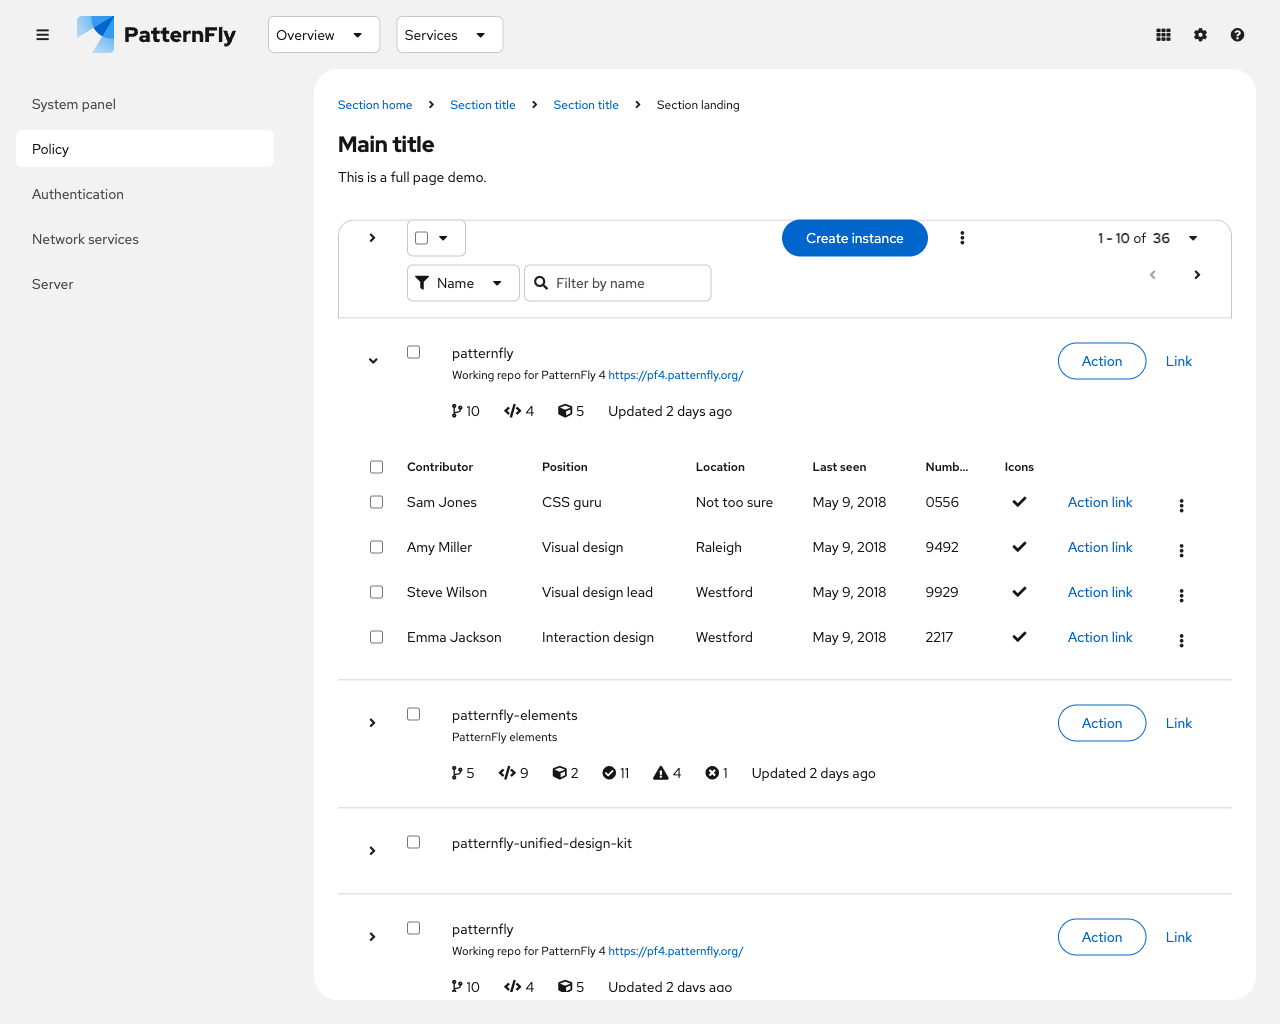 PatternFly Overview Services
System panel
Policy
Authentication
Network services
Server
Section home Section title Section title Section landing
Main title
This is a full page demo.
Create instance 1 - 10 of 36
Name Filter by name
patternfly Action Link
Working repo for PatternFly 4 https://pf4.patternfly.org/
10 4 5 Updated 2 days ago
Contributor Position Location Last seen Numb... Icons
Sam Jones CSS guru Not too sure May 9, 2018 0556 Action link
Amy Miller Visual design Raleigh May 9, 2018 9492 Action link
Steve Wilson Visual design lead Westford May 9, 2018 9929 Action link
Emma Jackson Interaction design Westford May 9, 2018 2217 Action link
patternfly-elements Action Link
PatternFly elements
5 9 2 11 4 1 Updated 2 days ago
patternfly-unified-design-kit
patternfly Action Link
Working repo for PatternFly 4 https://pf4.patternfly.org/
10 4 5 Updated 2 days ago